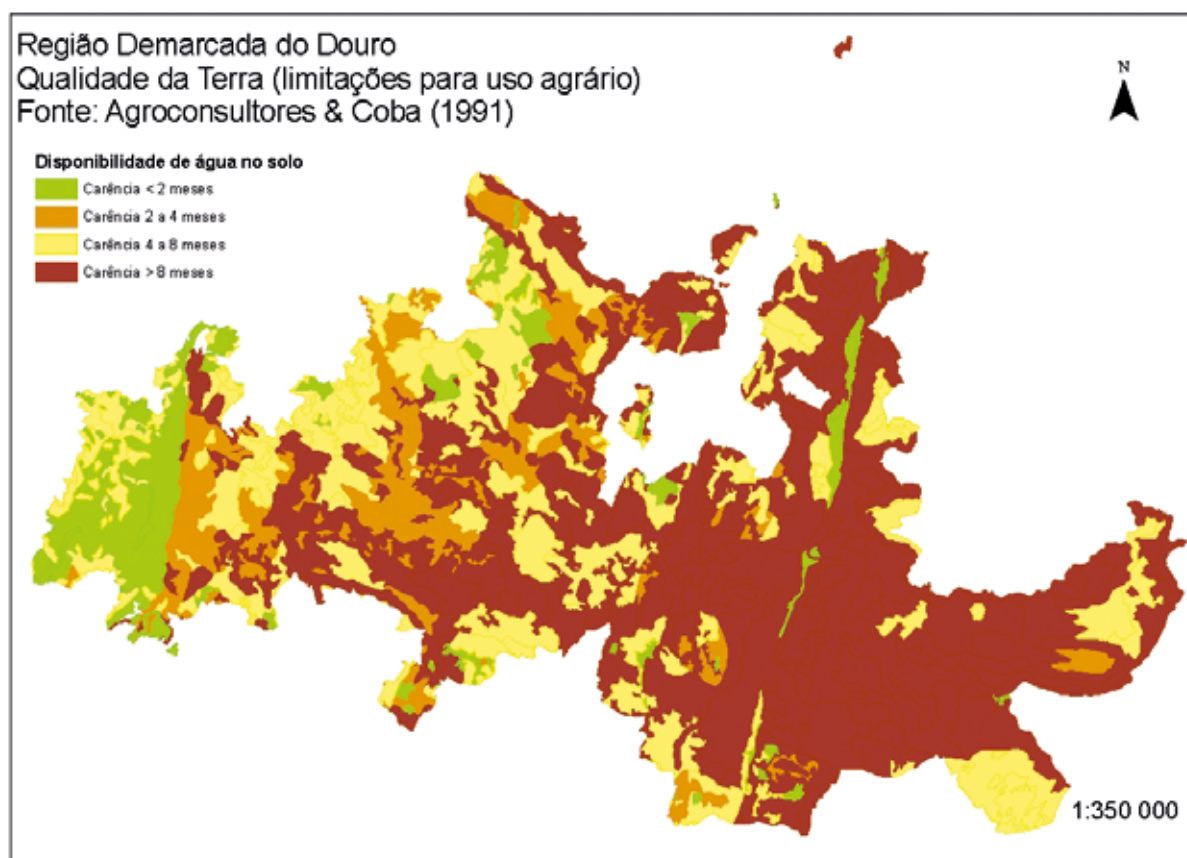 Região Demarcada do Douro
Qualidade da Terra (limitações para uso agrário)
Fonte: Agroconsultores & Coba (1991)
N
Disponibilidade de água no solo
Carência < 2 meses
Carência 2 a 4 meses
Carência 4 a 8 meses
Carência > 8 meses
1:350 000